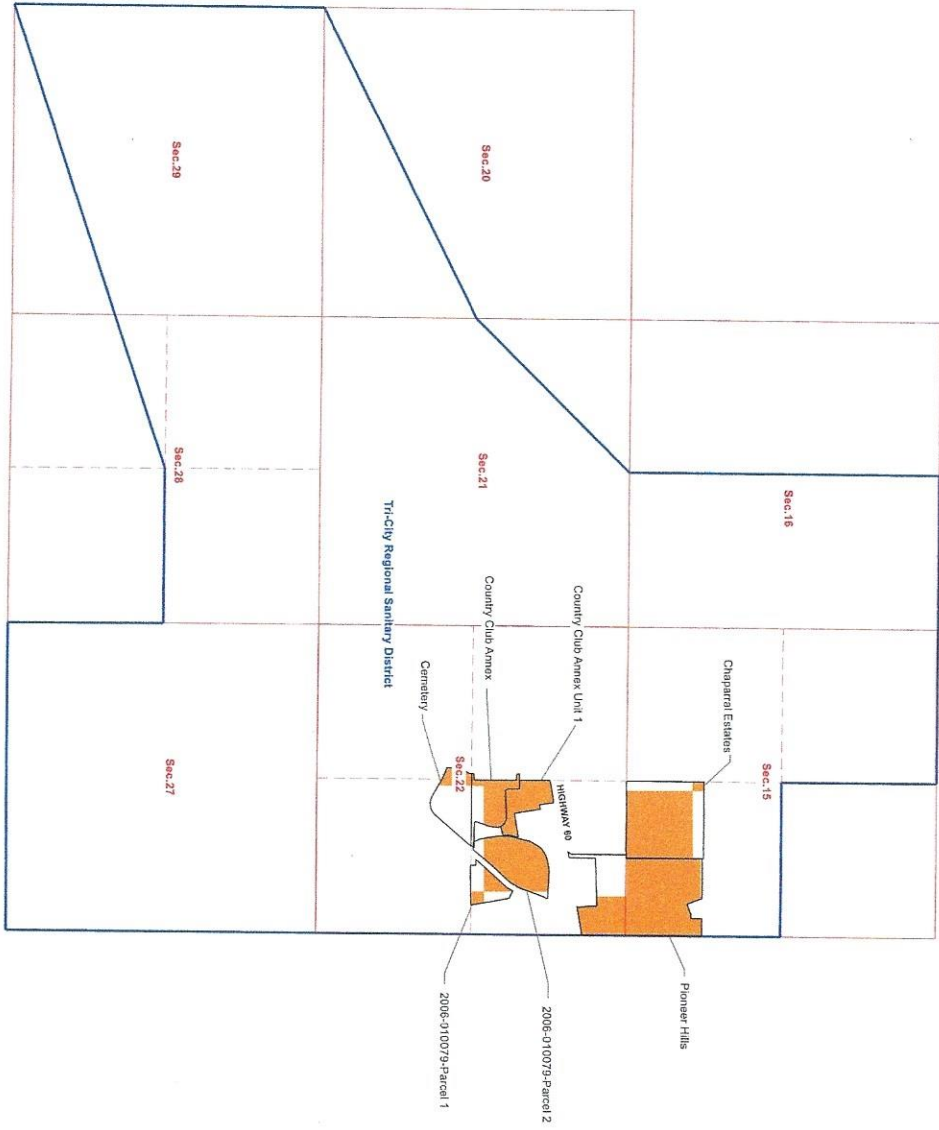 Sec.29
Sec.20
Sec.28
Sec.21
Sec.16
Tri-City Regional Sanitary District
Country Club Annex
Country Club Annex Unit 1
Cemetery
Chaparral Estates
Sec.27
Sec.22
Sec.15
HIGHWAY 60
Pioneer Hills
2006-010079-Parcel 2
2006-010079-Parcel 1